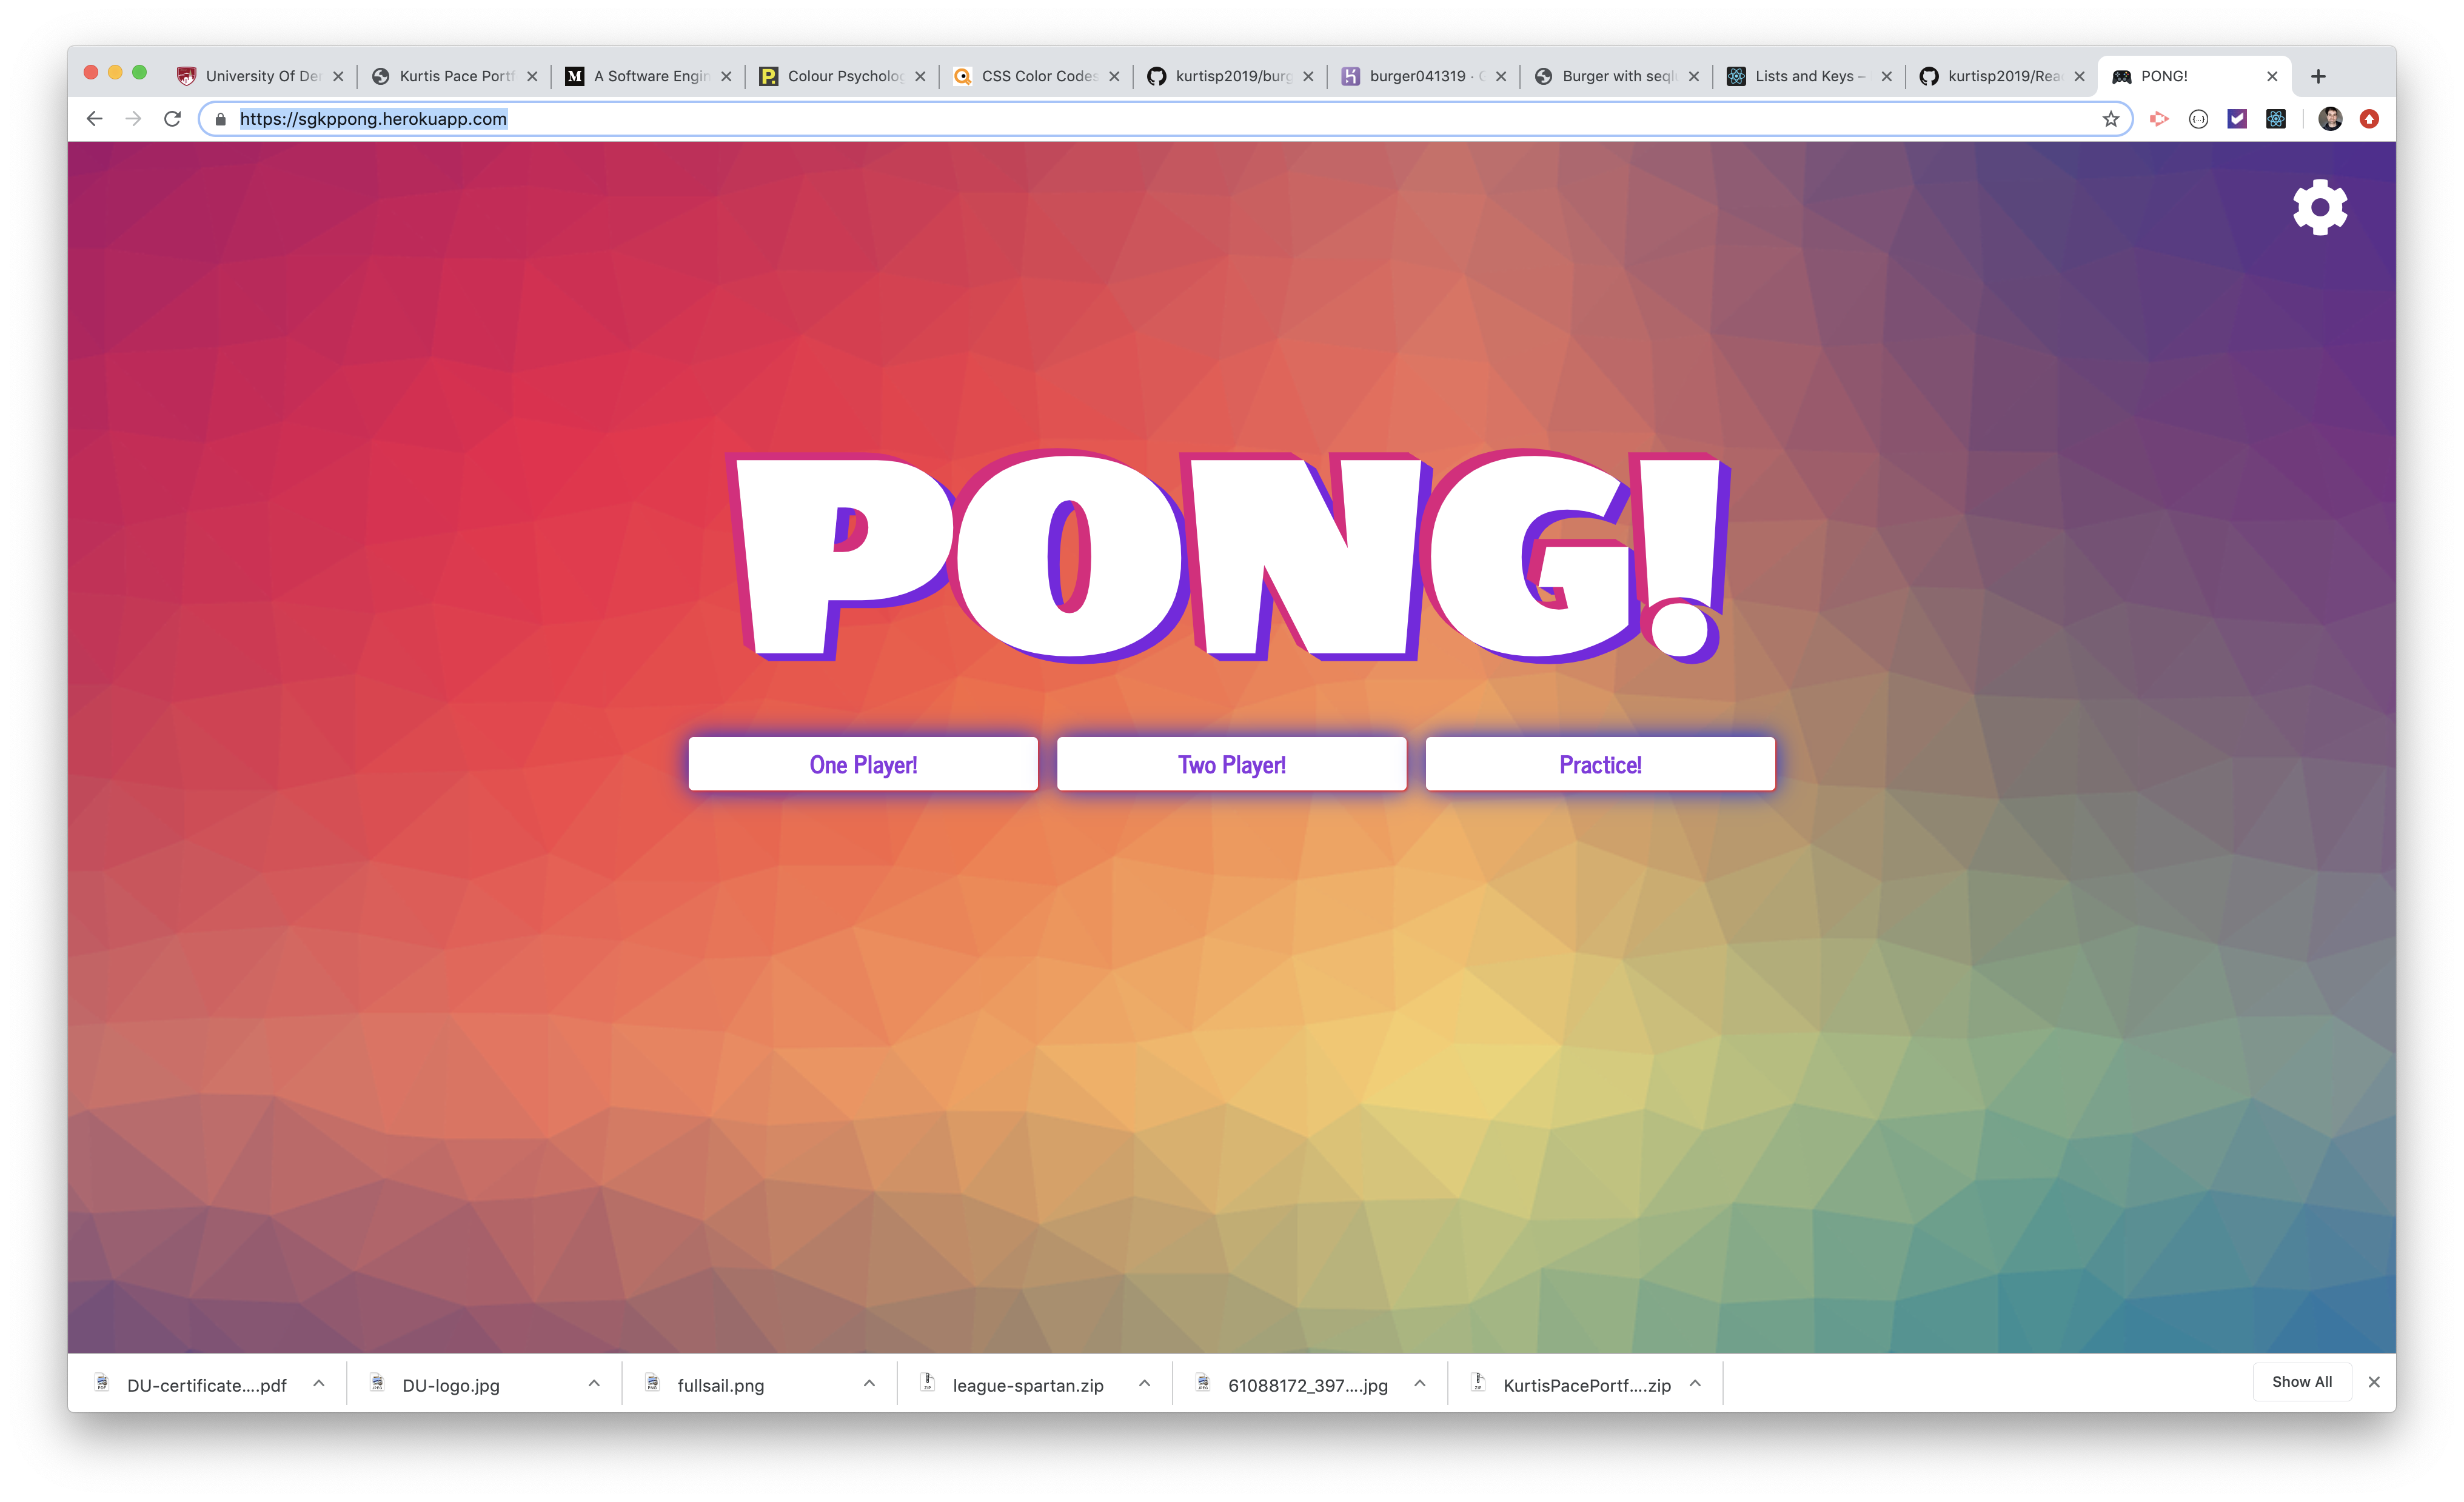 University Of Der
Kurtis Pace Portf
A Software Engin
Colour Psycholog
CSS Color Codes
kurtisp2019/burg
burger041319 ·
Burger with seql
Lists and Keys –
kurtisp2019/Rea
PONG!
https://sgkppong.herokuapp.com
PONG!
One Player!
Two Player!
Practice!
DU-certificate....pdf
DU-logo.jpg
fullsail.png
league-spartan.zip
61088172_397....jpg
KurtisPacePortf....zip
Show All